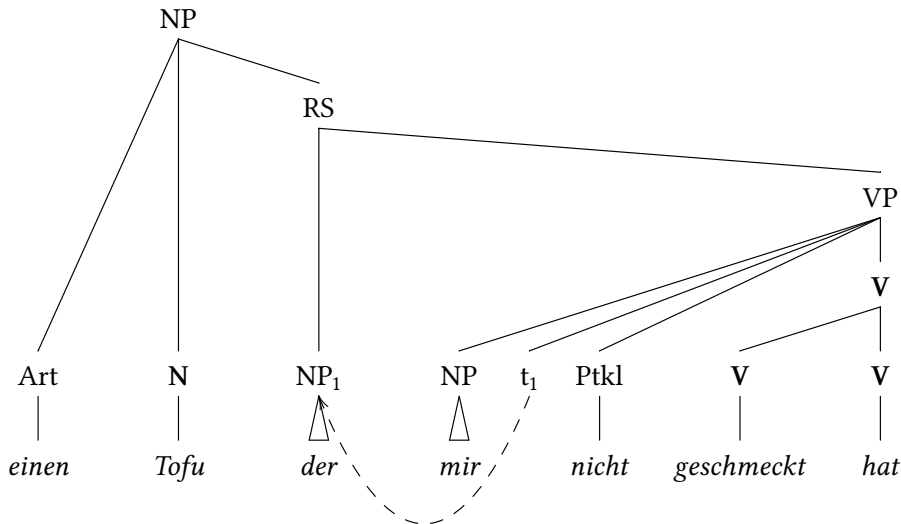 NP
RS
VP
V
Art N NP₁ NP t₁ Ptkl V V
einen Tofu der mir nicht geschmeckt hat